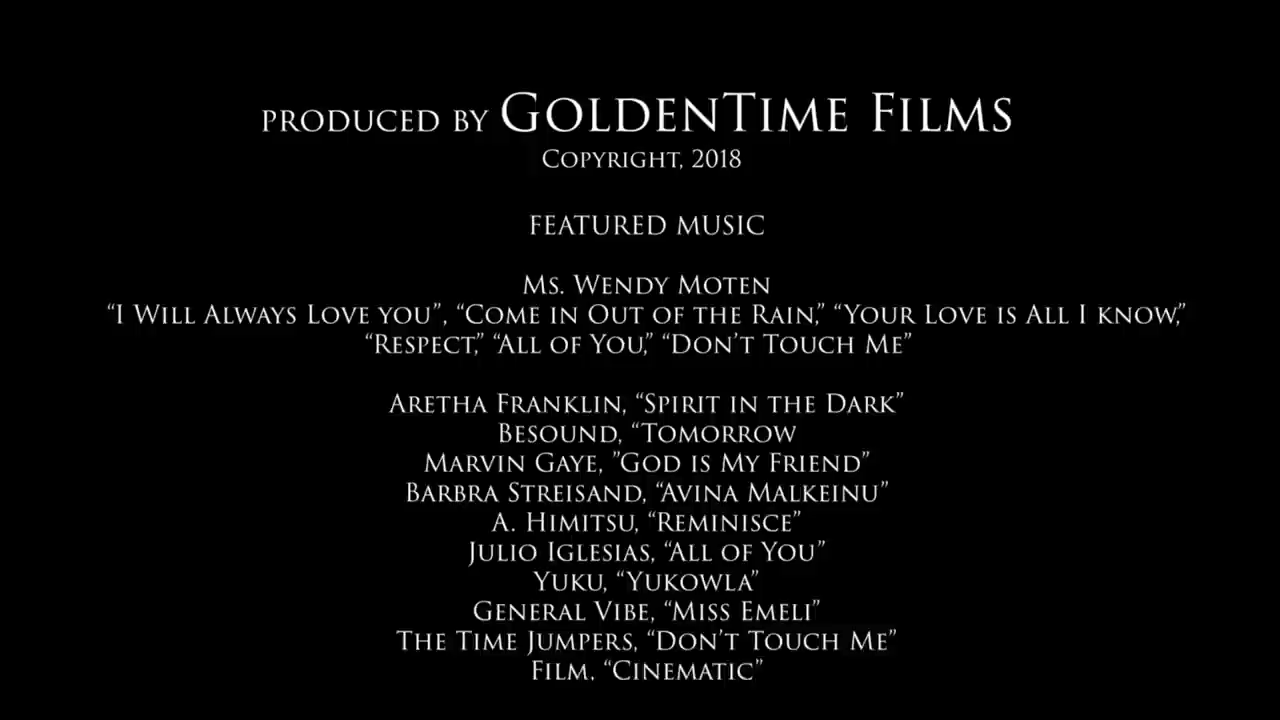 PRODUCED BY GOLDENTIME FILMS
COPYRIGHT, 2018
FEATURED MUSIC
MS. WENDY MOTEN
“I WILL ALWAYS LOVE YOU”, “COME IN OUT OF THE RAIN,” “YOUR LOVE IS ALL I KNOW,”
“RESPECT,” “ALL OF YOU,” “DON’T TOUCH ME”
ARETHA FRANKLIN, “SPIRIT IN THE DARK”
BESOUND, “TOMORROW
MARVIN GAYE, ”GOD IS MY FRIEND”
BARBRA STREISAND, “AVINA MALKEINU”
A. HIMITSU, “REMINISCE”
JULIO IGLESIAS, “ALL OF YOU”
YUKU, “YUKOWLA”
GENERAL VIBE, “MISS EMELI”
THE TIME JUMPERS, “DON’T TOUCH ME”
FILM, “CINEMATIC”